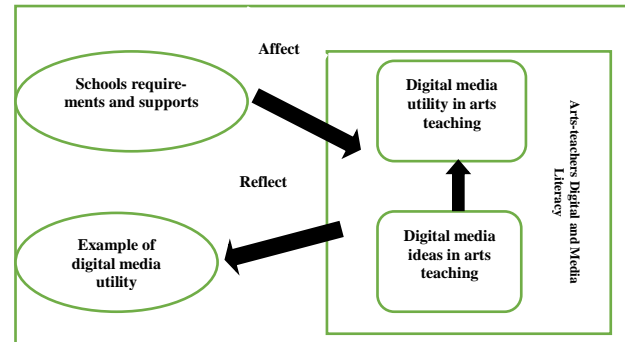 Affect
Schools require-
ments and supports
Digital media
utility in arts
teaching
Arts-teachers Digital and Media
Literacy
Reflect
Example of
digital media
utility
Digital media
ideas in arts
teaching